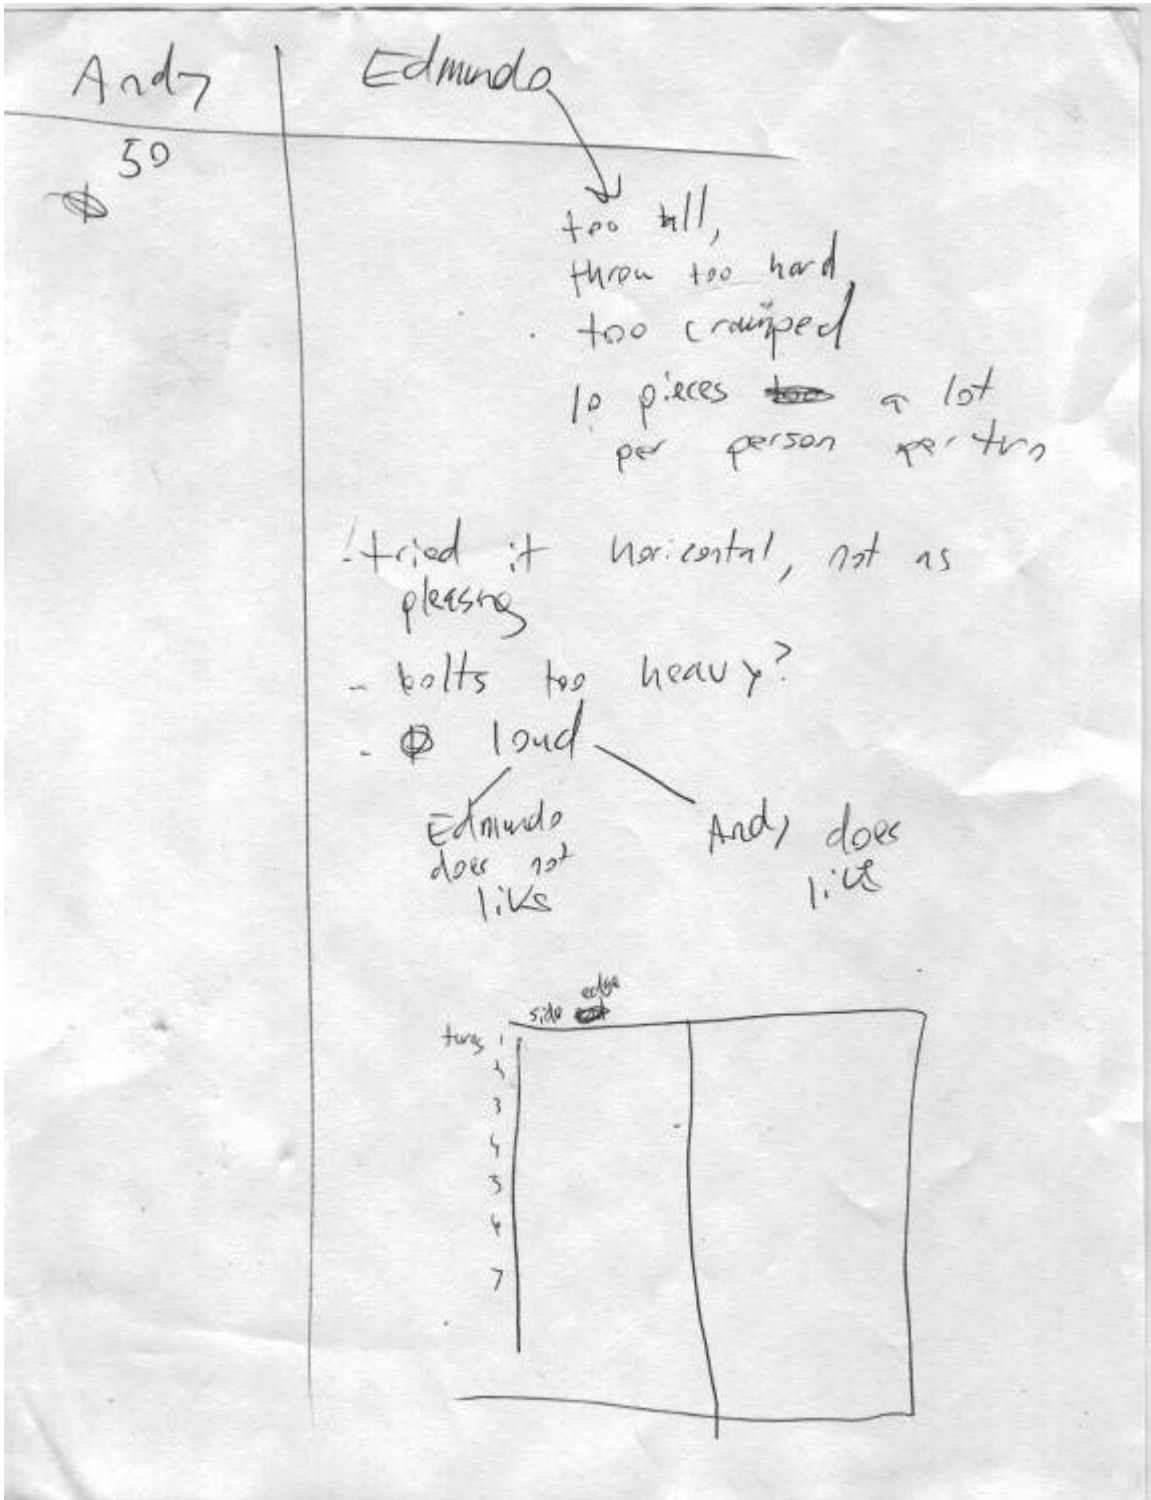 Andy Edmundo
50
too tall,
throw too hard,
too cramped
10 pieces a lot
per person per turn
- tried it horizontal, not as
pleasing
- bolts too heavy?
- loud
Edmundo
does not
like
Andy does
like
edge
side
turns 1
2
3
4
5
6
7